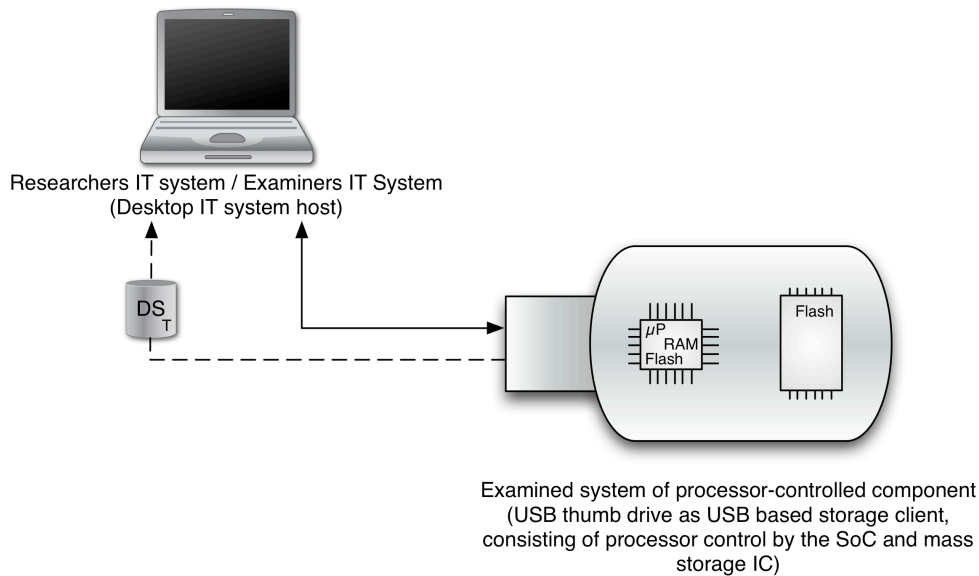 Researchers IT system / Examiners IT System
(Desktop IT system host)
DS
T
µP
RAM
Flash
Flash
Examined system of processor-controlled component
(USB thumb drive as USB based storage client,
consisting of processor control by the SoC and mass
storage IC)